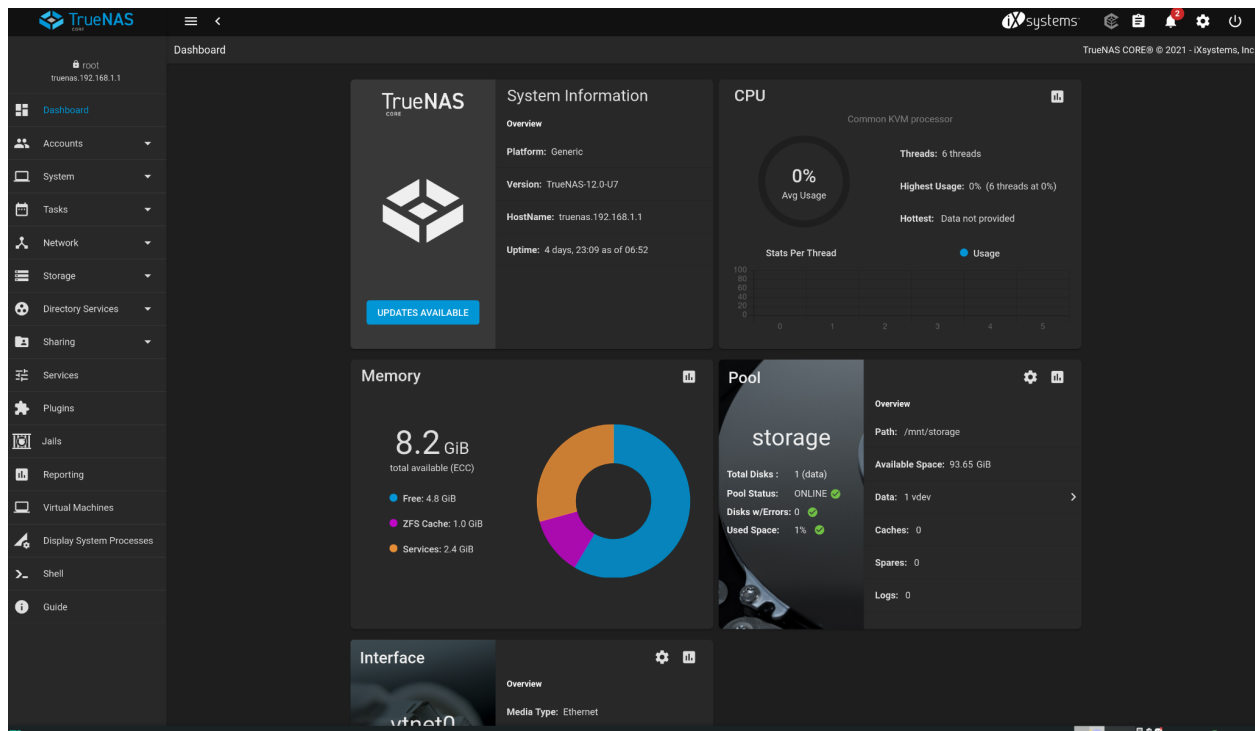 TrueNAS
CORE
iXsystems
2
root
truenas.192.168.1.1
Dashboard
TrueNAS CORE® © 2021 - iXsystems, Inc
Dashboard
Accounts
System
Tasks
Network
Storage
Directory Services
Sharing
Services
Plugins
Jails
Reporting
Virtual Machines
Display System Processes
Shell
Guide
TrueNAS
CORE
UPDATES AVAILABLE
System Information
Overview
Platform: Generic
Version: TrueNAS-12.0-U7
HostName: truenas.192.168.1.1
Uptime: 4 days, 23:09 as of 06:52
CPU
Common KVM processor
0%
Avg Usage
Threads: 6 threads
Highest Usage: 0% (6 threads at 0%)
Hottest: Data not provided
Stats Per Thread
Usage
100
80
60
40
20
0
0 1 2 3 4 5
Memory
8.2 GiB
total available (ECC)
Free: 4.8 GiB
ZFS Cache: 1.0 GiB
Services: 2.4 GiB
Pool
storage
Total Disks : 1 (data)
Pool Status: ONLINE
Disks w/Errors: 0
Used Space: 1%
Overview
Path: /mnt/storage
Available Space: 93.65 GiB
Data: 1 vdev
Caches: 0
Spares: 0
Logs: 0
Interface
vtnet0
Overview
Media Type: Ethernet